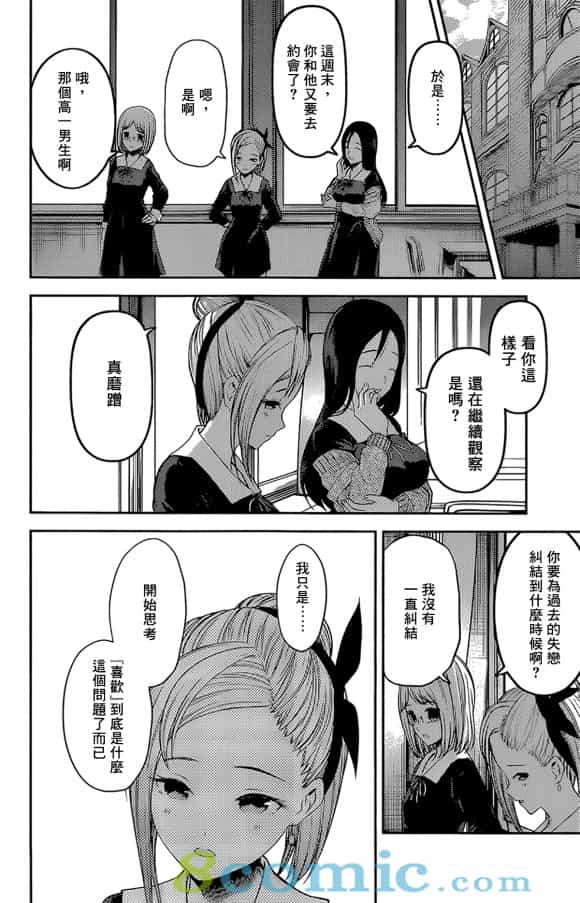 於是……
這週末，
你和他又要去
約會了？
嗯，
是啊
哦，
那個高一男生啊
看你這
樣子
還在繼續觀察
是嗎？
真磨蹭
你要為過去的失戀
糾結到什麼時候啊？
我沒有
一直糾結
我只是……
開始思考
『喜歡』到底是什麼
這個問題了而已
8comic.com